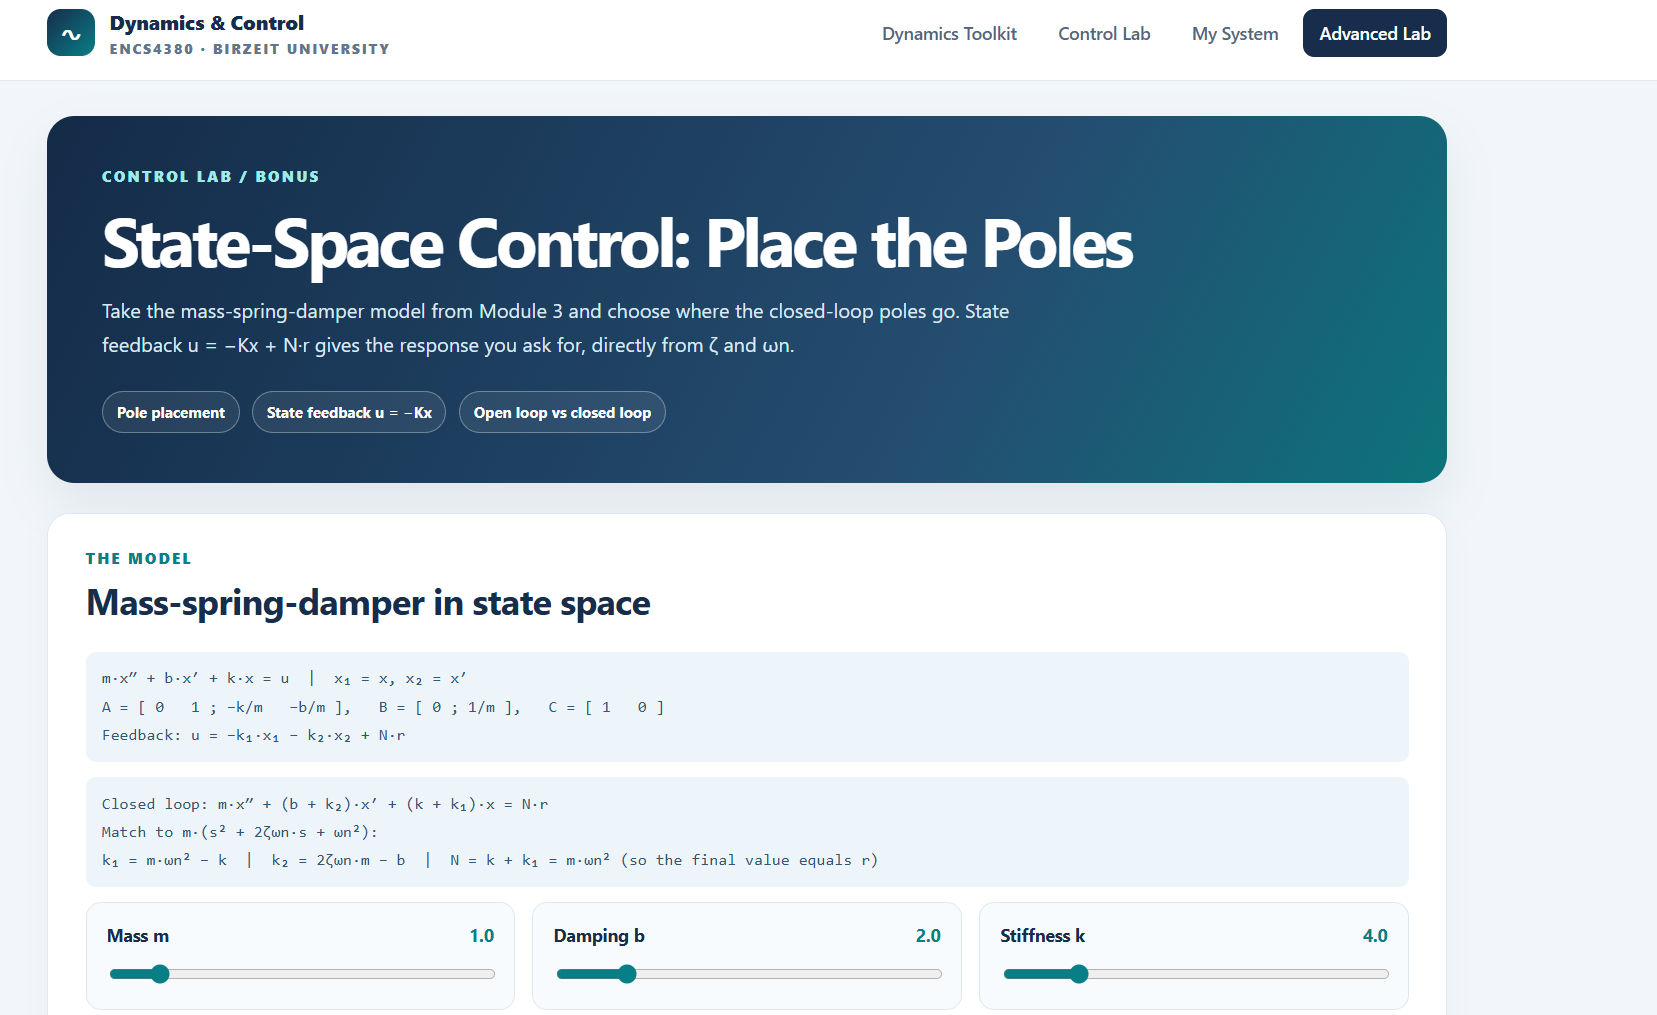 Dynamics & Control
ENCS4380 · BIRZEIT UNIVERSITY
Dynamics Toolkit
Control Lab
My System
Advanced Lab
CONTROL LAB / BONUS
State-Space Control: Place the Poles
Take the mass-spring-damper model from Module 3 and choose where the closed-loop poles go. State
feedback u = −Kx + N·r gives the response you ask for, directly from ζ and ωn.
Pole placement
State feedback u = −Kx
Open loop vs closed loop
THE MODEL
Mass-spring-damper in state space
m·x″ + b·x′ + k·x = u | x₁ = x, x₂ = x′
A = [ 0 1 ; −k/m −b/m ], B = [ 0 ; 1/m ], C = [ 1 0 ]
Feedback: u = −k₁·x₁ − k₂·x₂ + N·r
Closed loop: m·x″ + (b + k₂)·x′ + (k + k₁)·x = N·r
Match to m·(s² + 2ζωn·s + ωn²):
k₁ = m·ωn² − k | k₂ = 2ζωn·m − b | N = k + k₁ = m·ωn² (so the final value equals r)
Mass m 1.0
Damping b 2.0
Stiffness k 4.0